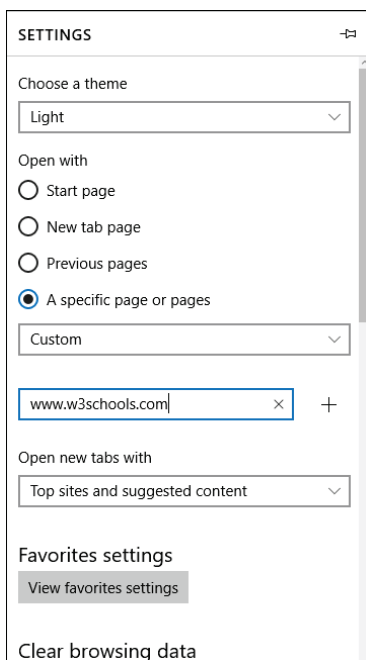 SETTINGS
Choose a theme
Light
Open with
Start page
New tab page
Previous pages
A specific page or pages
Custom
www.w3schools.com
Open new tabs with
Top sites and suggested content
Favorites settings
View favorites settings
Clear browsing data